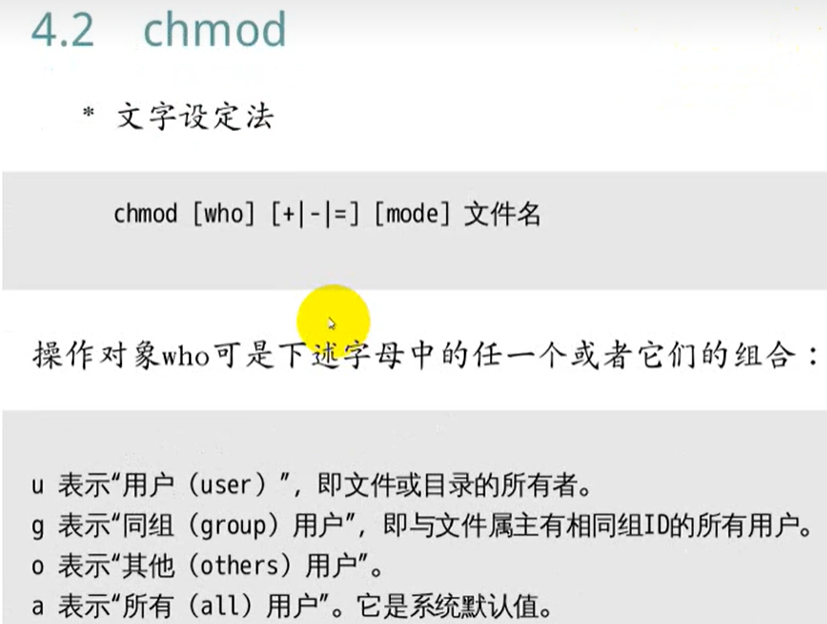 4.2 chmod
* 文字设定法
chmod [who] [+|-|=] [mode] 文件名
操作对象who可是下述字母中的任一个或者它们的组合：
u 表示“用户（user）”，即文件或目录的所有者。
g 表示“同组（group）用户”，即与文件属主有相同组ID的所有用户。
o 表示“其他（others）用户”。
a 表示“所有（all）用户”。它是系统默认值。